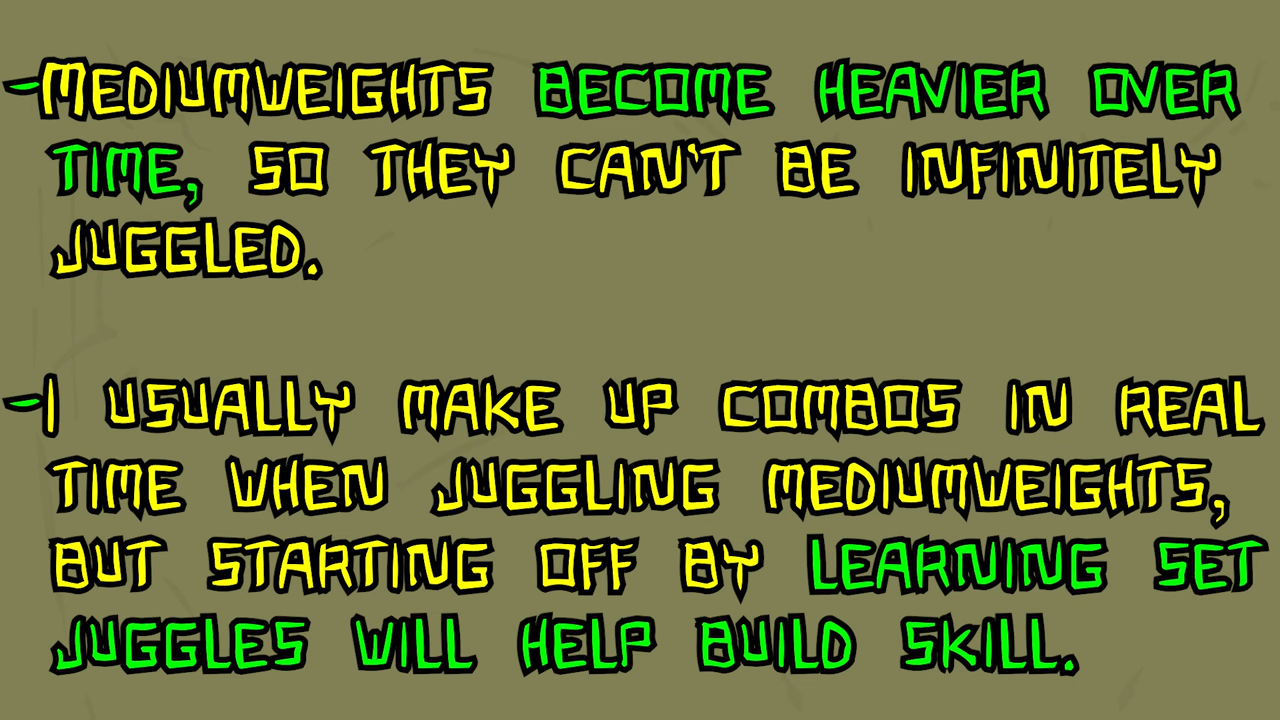 -Mediumweights become heavier over
time, so they can't be infinitely
juggled.
-I usually make up combos in real
time when juggling mediumweights,
but starting off by learning set
juggles will help build skill.